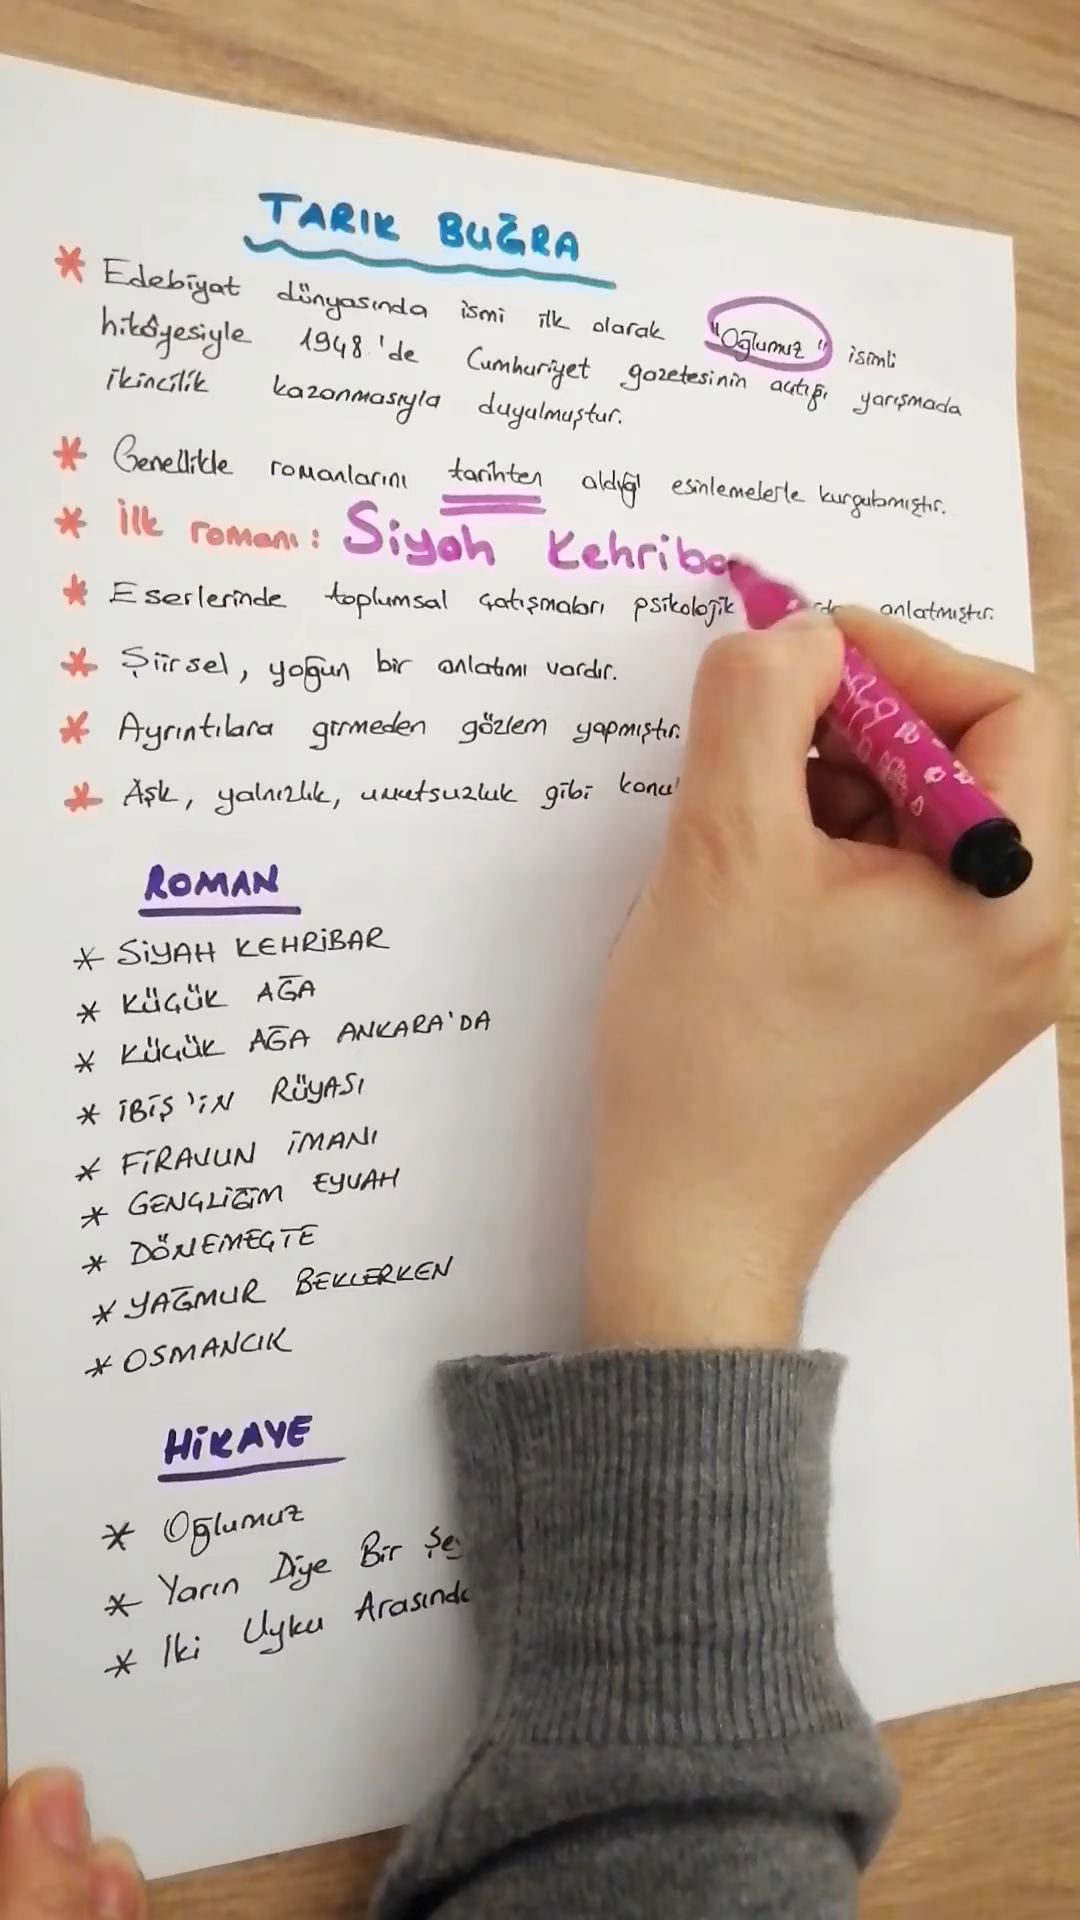 TARIK BUĞRA
* Edebiyat dünyasında ismi ilk olarak "Oğlumuz" isimli
hikâyesiyle 1948'de Cumhuriyet gazetesinin açtığı yarışmada
ikincilik kazanmasıyla duyulmuştur.
* Genellikle romanlarını tarihten aldığı esinlemelerle kurgulamıştır.
* İlk romanı: Siyah Kehriba
* Eserlerinde toplumsal çatışmaları psikolojik anlatmıştır.
* Şiirsel, yoğun bir anlatımı vardır.
* Ayrıntılara girmeden gözlem yapmıştır.
* Aşk, yalnızlık, umutsuzluk gibi konu
ROMAN
* SİYAH KEHRİBAR
* KÜÇÜK AĞA
* KÜÇÜK AĞA ANKARA'DA
* İBİŞ'İN RÜYASI
* FİRAVUN İMANI
* GENÇLİĞİM EYVAH
* DÖNEMEÇTE
* YAĞMUR BEKLERKEN
* OSMANCIK
HİKAYE
* Oğlumuz
* Yarın Diye Bir Şe
* İki Uyku Arasında